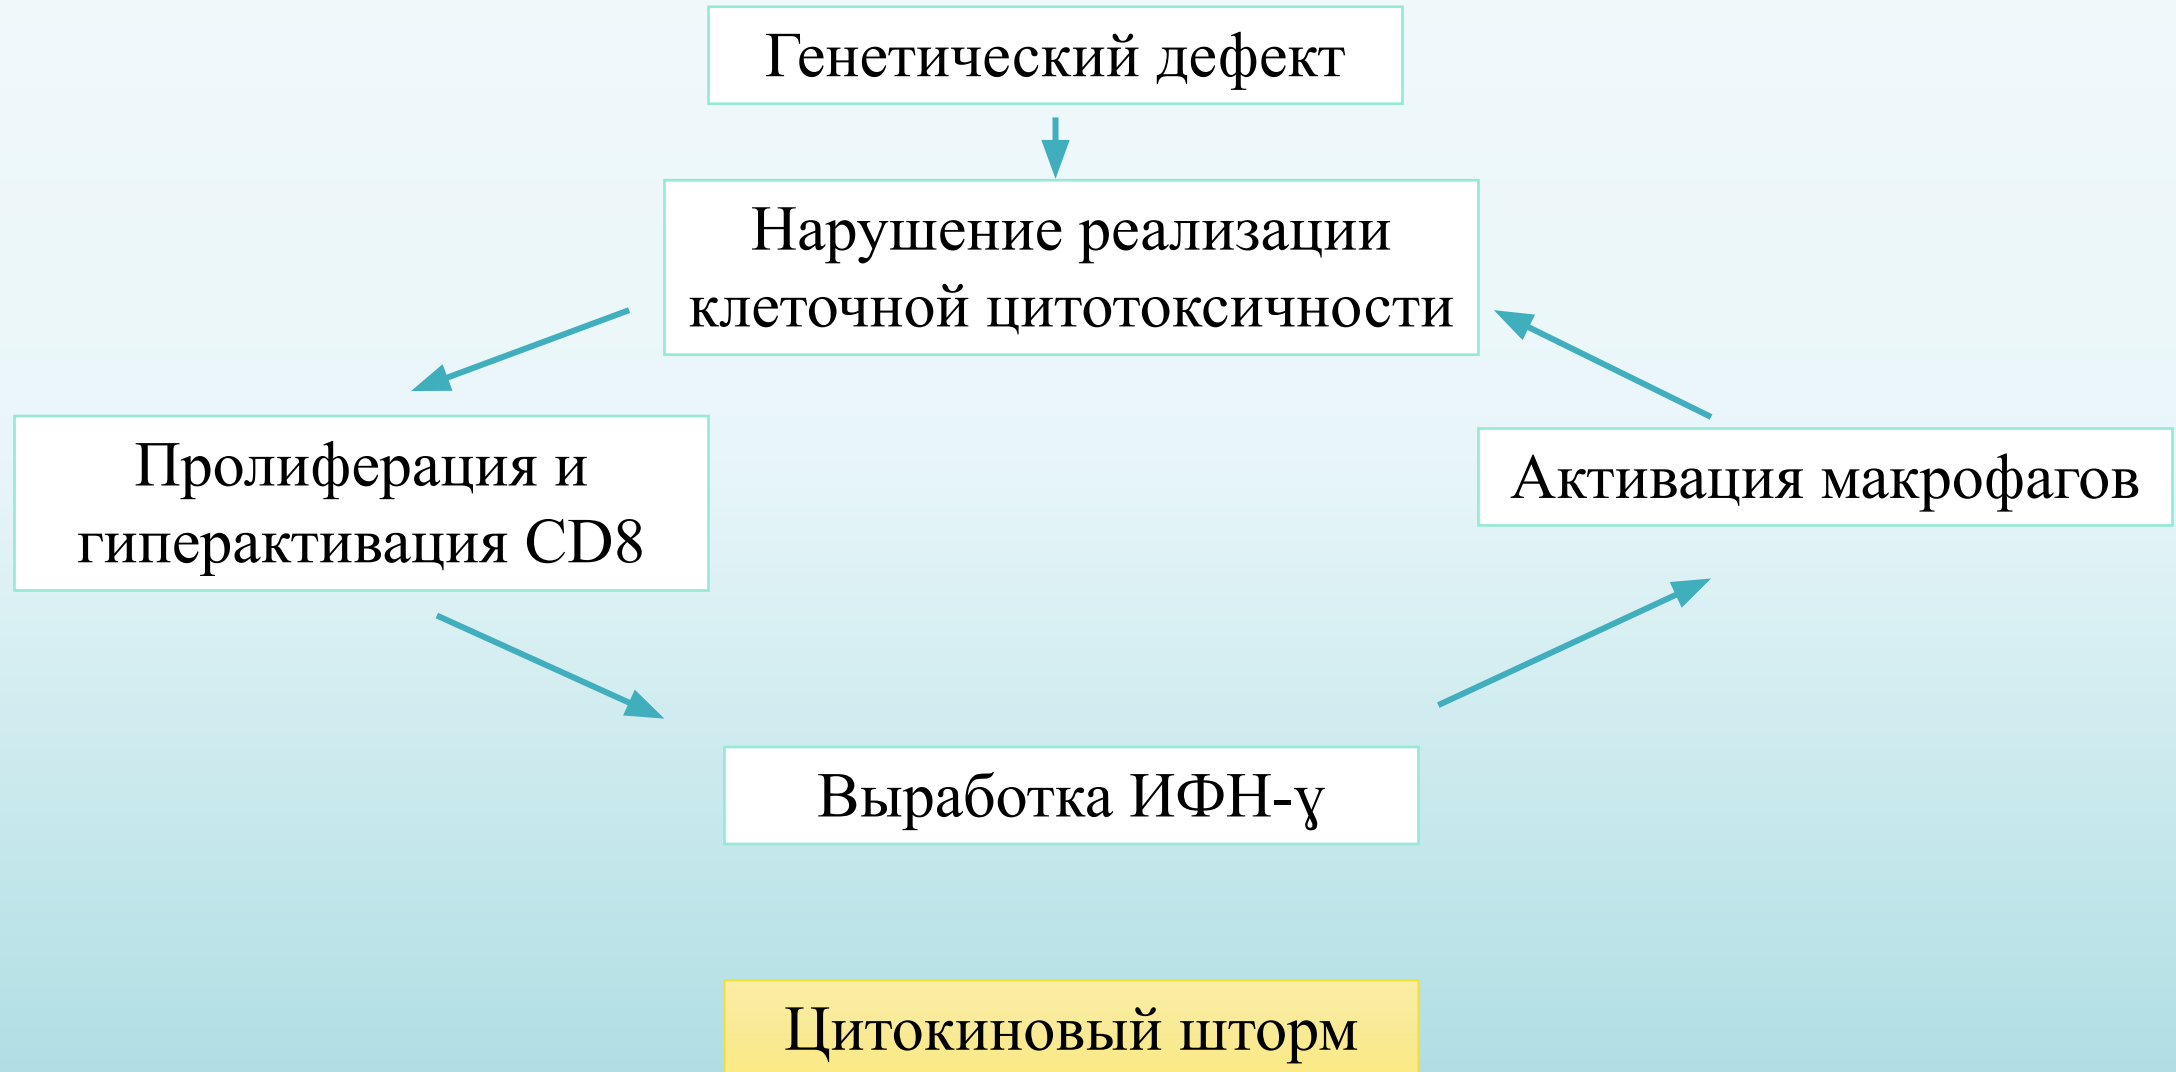 Генетический дефект
Нарушение реализации
клеточной цитотоксичности
Пролиферация и
гиперактивация CD8
Активация макрофагов
Выработка ИФН-ɣ
Цитокиновый шторм